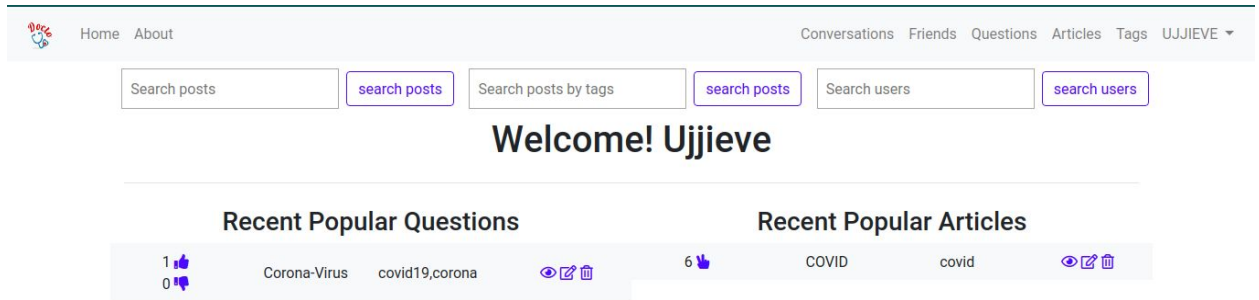 Docto
Home About Conversations Friends Questions Articles Tags UJJIEVE
Search posts search posts Search posts by tags search posts Search users search users
Welcome! Ujjieve
Recent Popular Questions
1
0
Corona-Virus covid19,corona
Recent Popular Articles
6 COVID covid